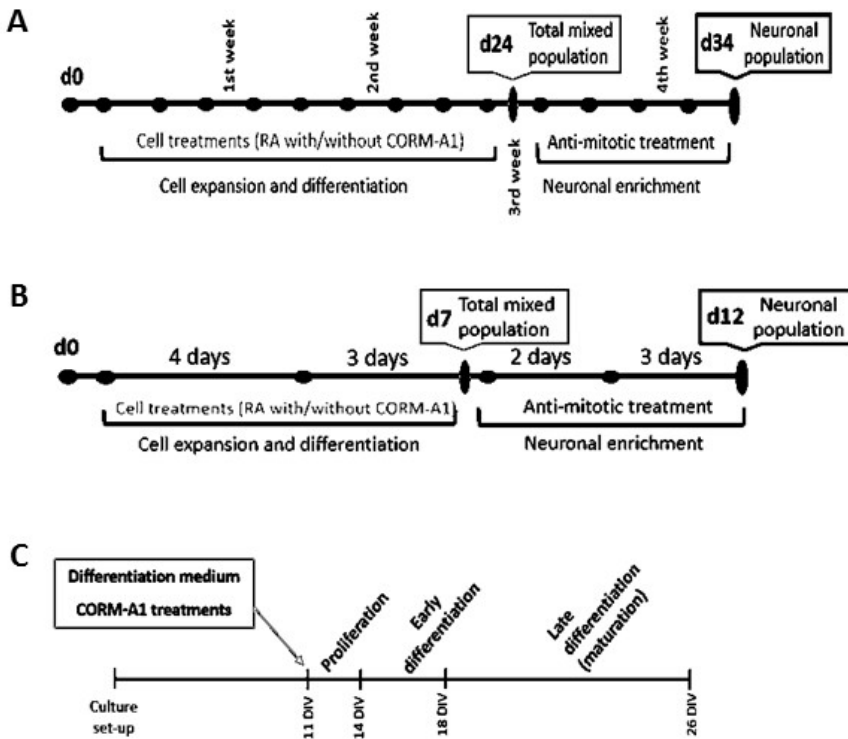 A
d0
1st week
2nd week
d24 Total mixed
population
3rd week
4th week
d34 Neuronal
population
Cell treatments (RA with/without CORM-A1)
Cell expansion and differentiation
Anti-mitotic treatment
Neuronal enrichment
B
d0
4 days
3 days
d7 Total mixed
population
2 days
3 days
d12 Neuronal
population
Cell treatments (RA with/without CORM-A1)
Cell expansion and differentiation
Anti-mitotic treatment
Neuronal enrichment
C
Differentiation medium
CORM-A1 treatments
Proliferation
Early
differentiation
Late
differentiation
(maturation)
Culture
set-up
11 DIV
14 DIV
18 DIV
26 DIV